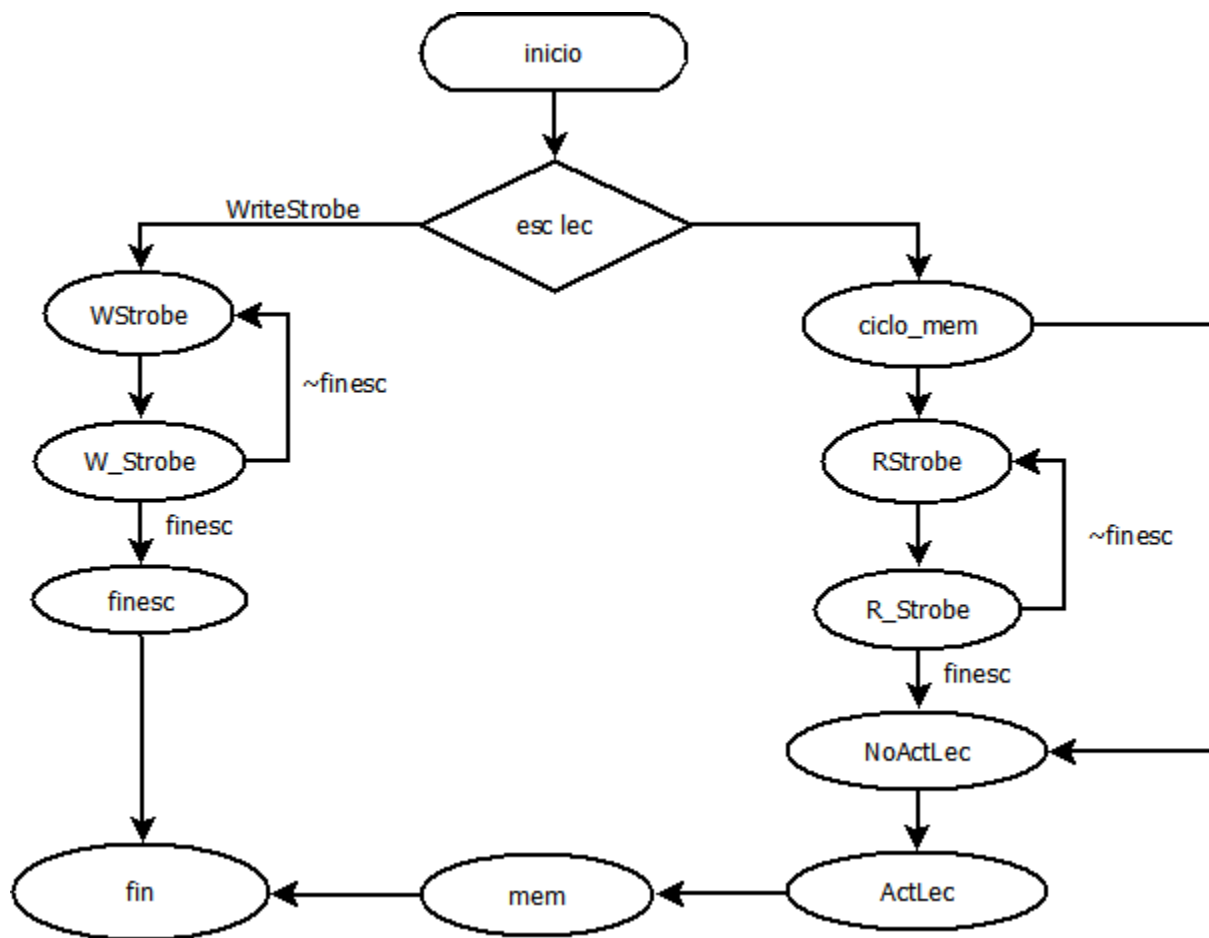 inicio
WriteStrobe
esc lec
WStrobe
ciclo_mem
~finesc
W_Strobe
RStrobe
finesc
~finesc
finesc
R_Strobe
finesc
NoActLec
fin
mem
ActLec